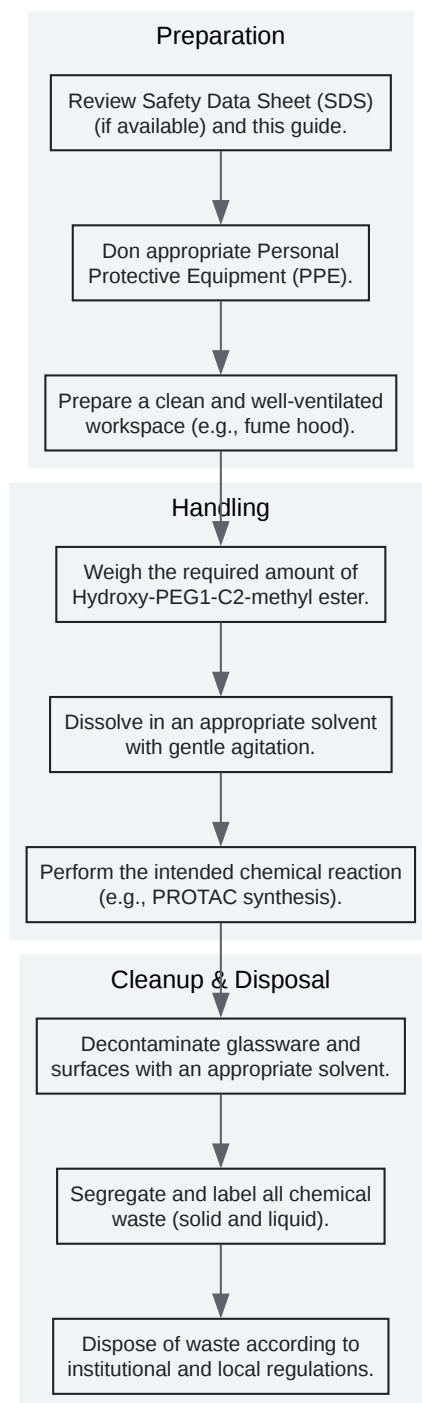 Preparation
Review Safety Data Sheet (SDS)
(if available) and this guide.
Don appropriate Personal
Protective Equipment (PPE).
Prepare a clean and well-ventilated
workspace (e.g., fume hood).
Handling
Weigh the required amount of
Hydroxy-PEG1-C2-methyl ester.
Dissolve in an appropriate solvent
with gentle agitation.
Perform the intended chemical reaction
(e.g., PROTAC synthesis).
Cleanup & Disposal
Decontaminate glassware and
surfaces with an appropriate solvent.
Segregate and label all chemical
waste (solid and liquid).
Dispose of waste according to
institutional and local regulations.